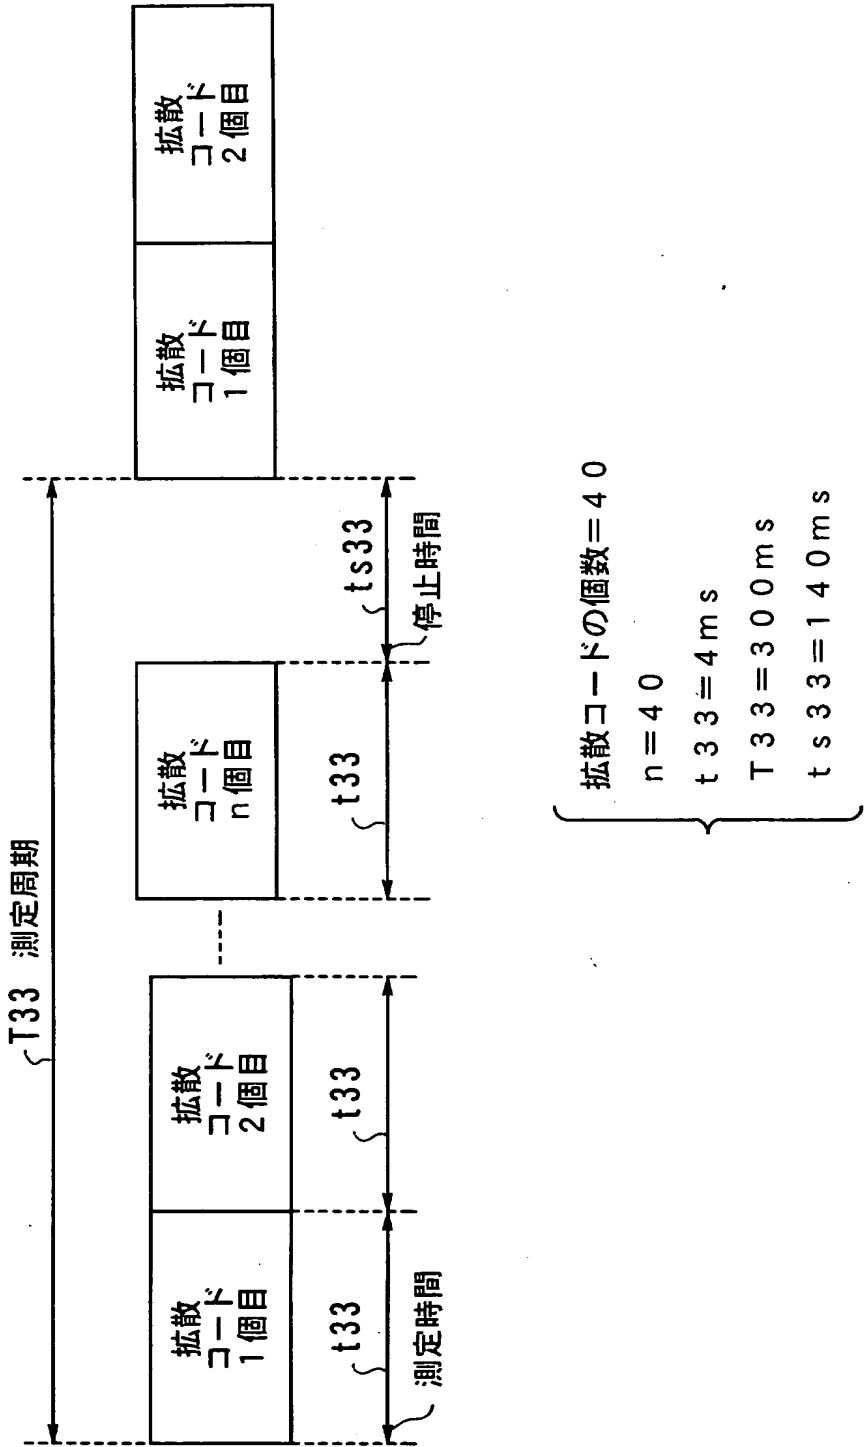 T33 測定周期
拡散
コード
1個目
拡散
コード
2個目
拡散
コード
n個目
拡散
コード
1個目
拡散
コード
2個目
t33
t33
t33
ts33
測定時間
停止時間
拡散コードの個数=40
n=40
t33=4ms
T33=300ms
ts33=140ms